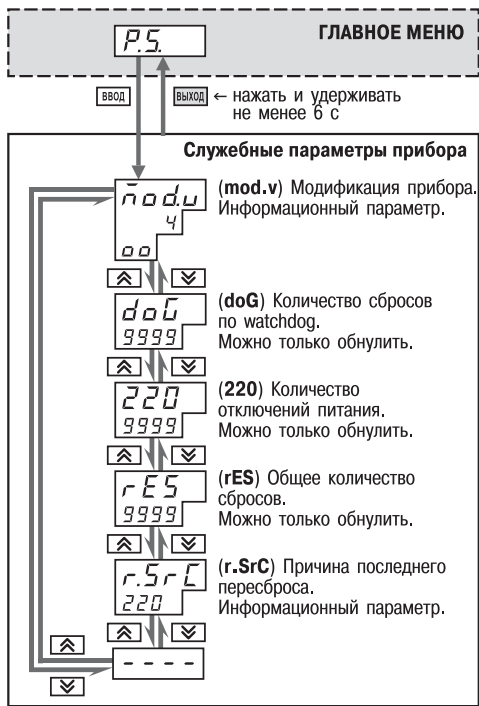 P.S.
ГЛАВНОЕ МЕНЮ
ВВОД
ВЫХОД
← нажать и удерживать
не менее 6 с
Служебные параметры прибора
mod.v
4
oo
(mod.v) Модификация прибора.
Информационный параметр.
doG
9999
(doG) Количество сбросов
по watchdog.
Можно только обнулить.
220
9999
(220) Количество
отключений питания.
Можно только обнулить.
rES
9999
(rES) Общее количество
сбросов.
Можно только обнулить.
r.SrC
220
(r.SrC) Причина последнего
пересброса.
Информационный параметр.
- - - -